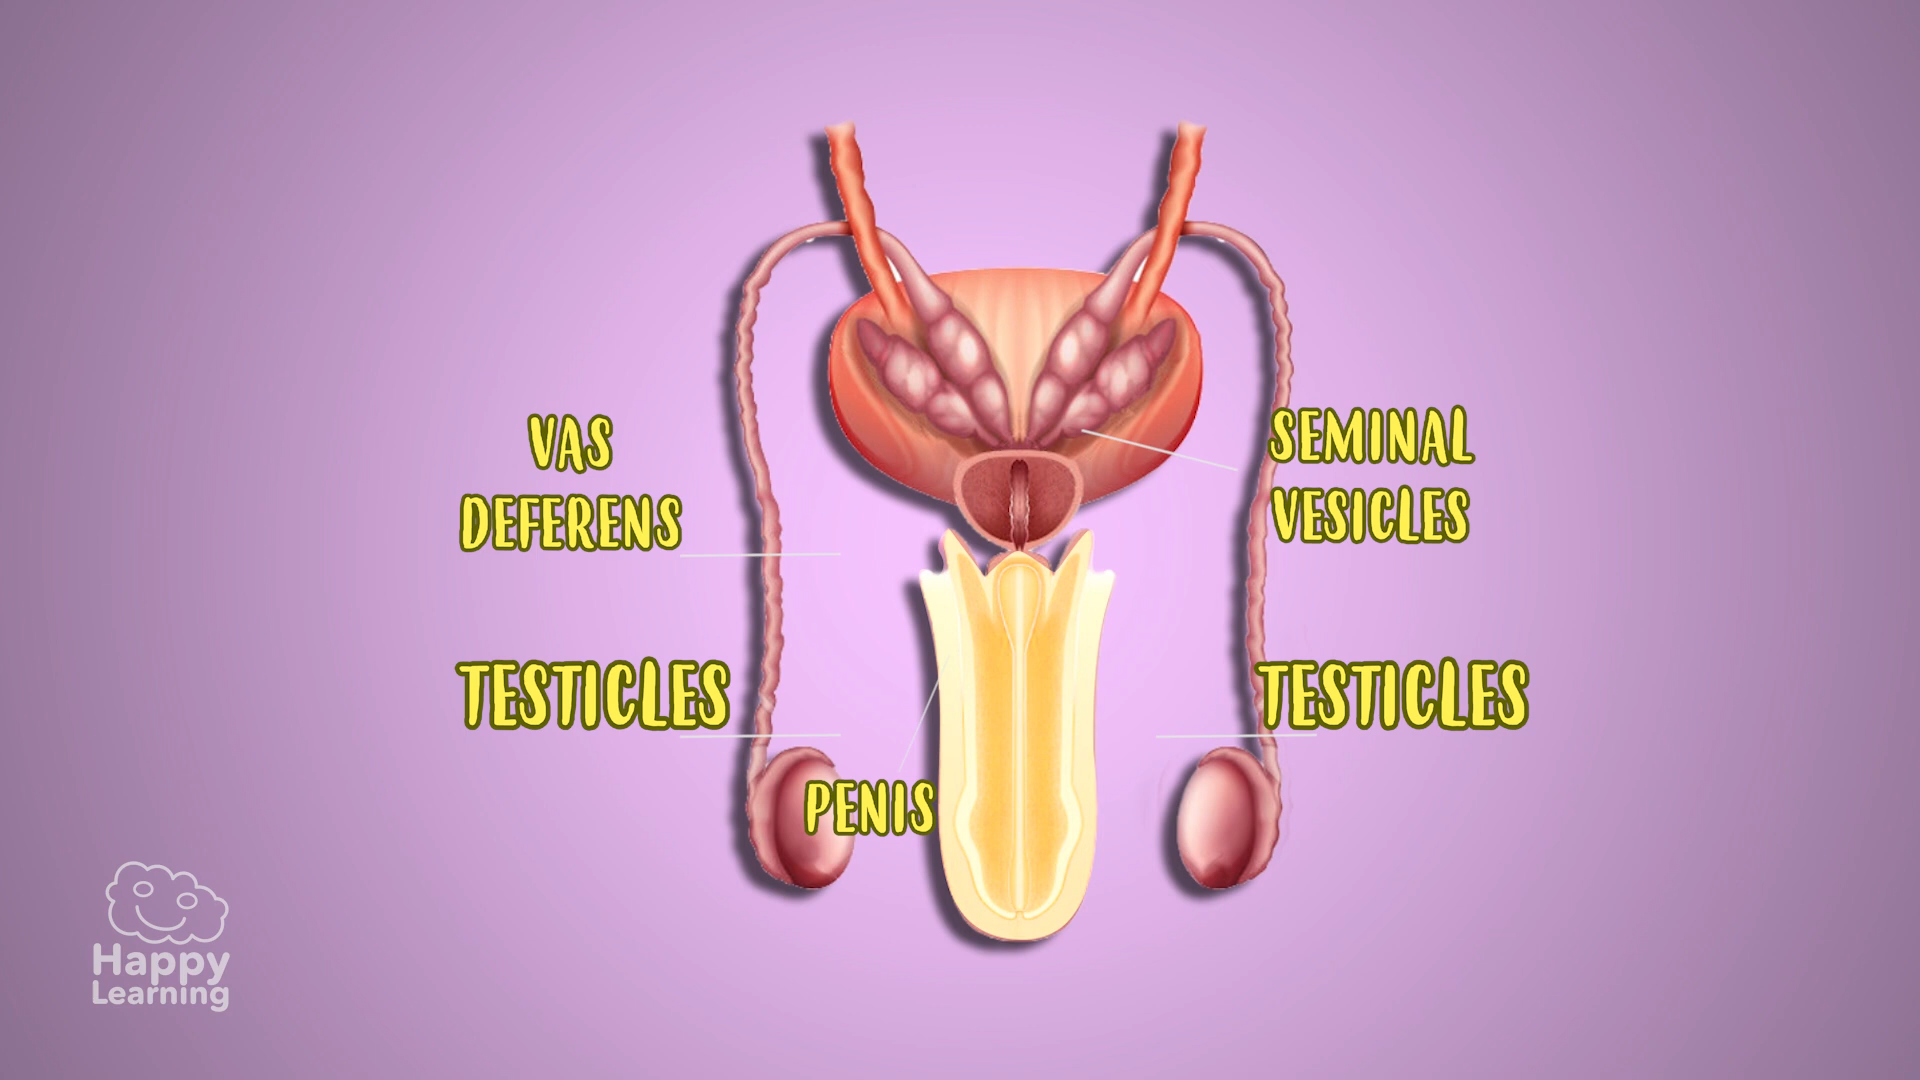 VAS
DEFERENS
SEMINAL
VESICLES
TESTICLES
TESTICLES
PENIS
Happy
Learning